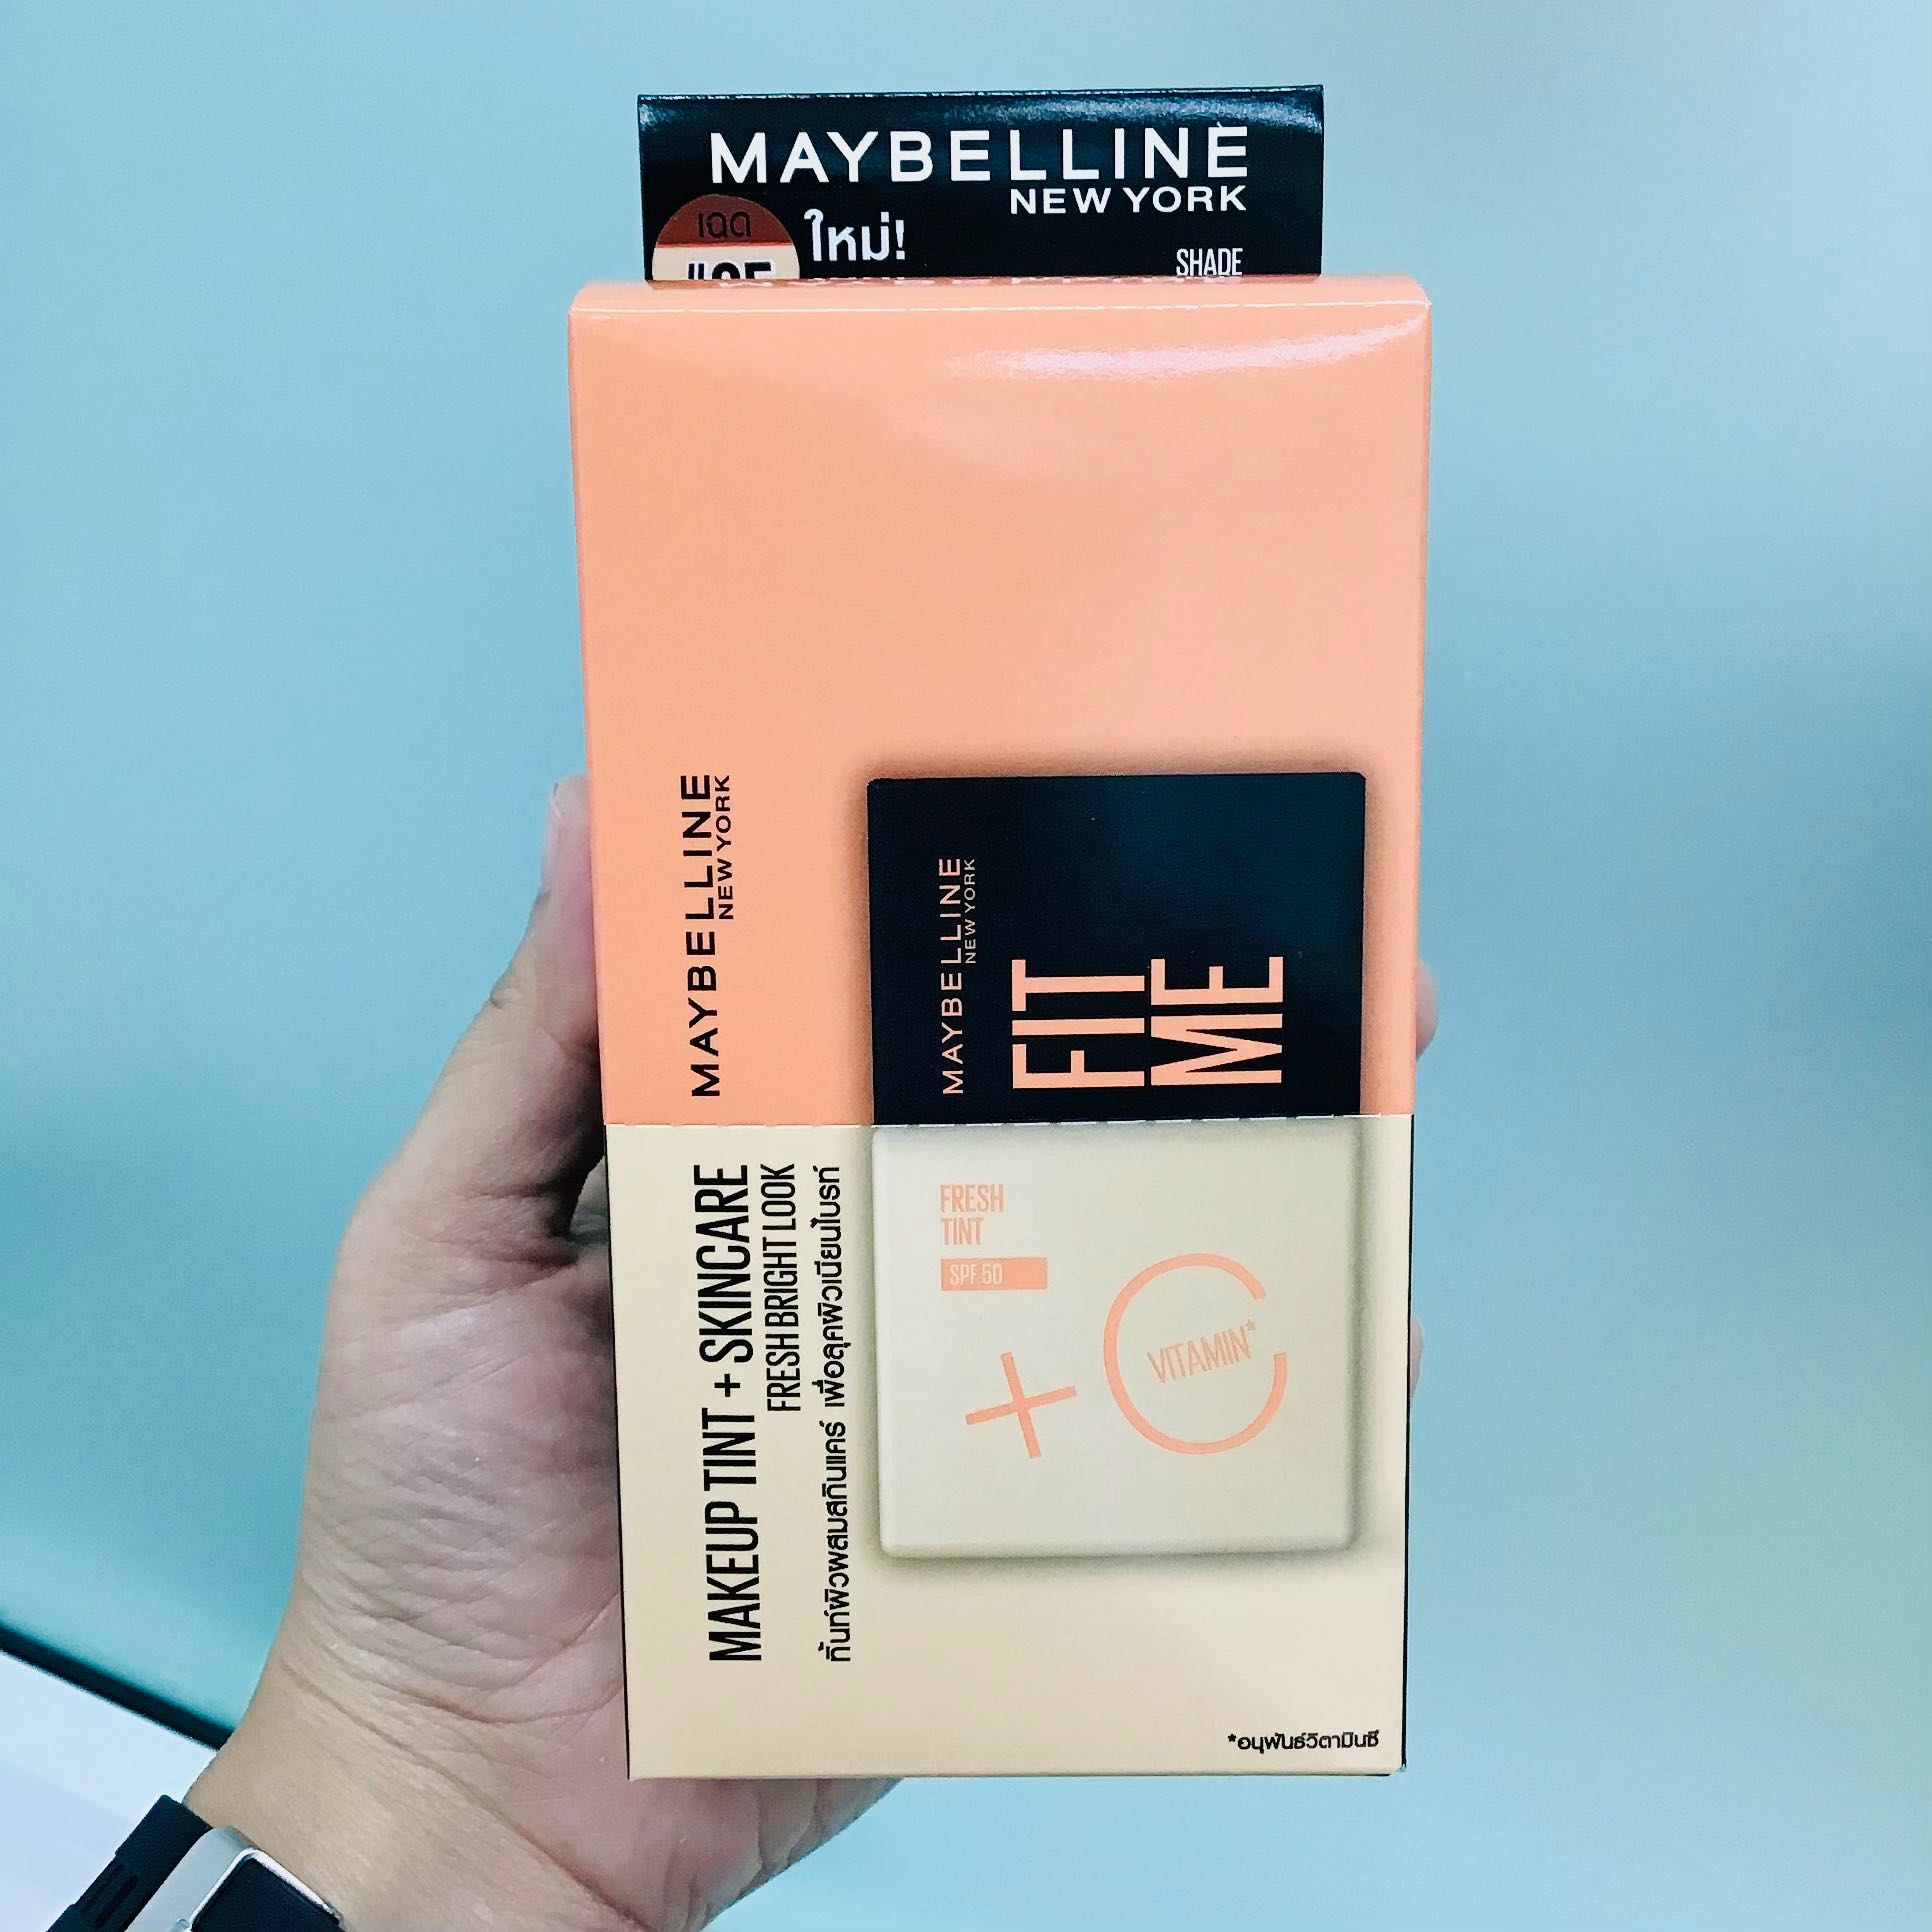 MAYBELLINE
NEW YORK
เฉด
ใหม่!
SHADE
MAYBELLINE
NEW YORK
MAKEUP TINT + SKINCARE
FRESH BRIGHT LOOK
ทิ้นท์ผิวผสมสกินแคร์ เพื่อลุคผิวเนียนไบรท์
MAYBELLINE
NEW YORK
FIT
ME
FRESH
TINT
SPF 50
+ C
VITAMIN*
*อนุพันธ์วิตามินซี